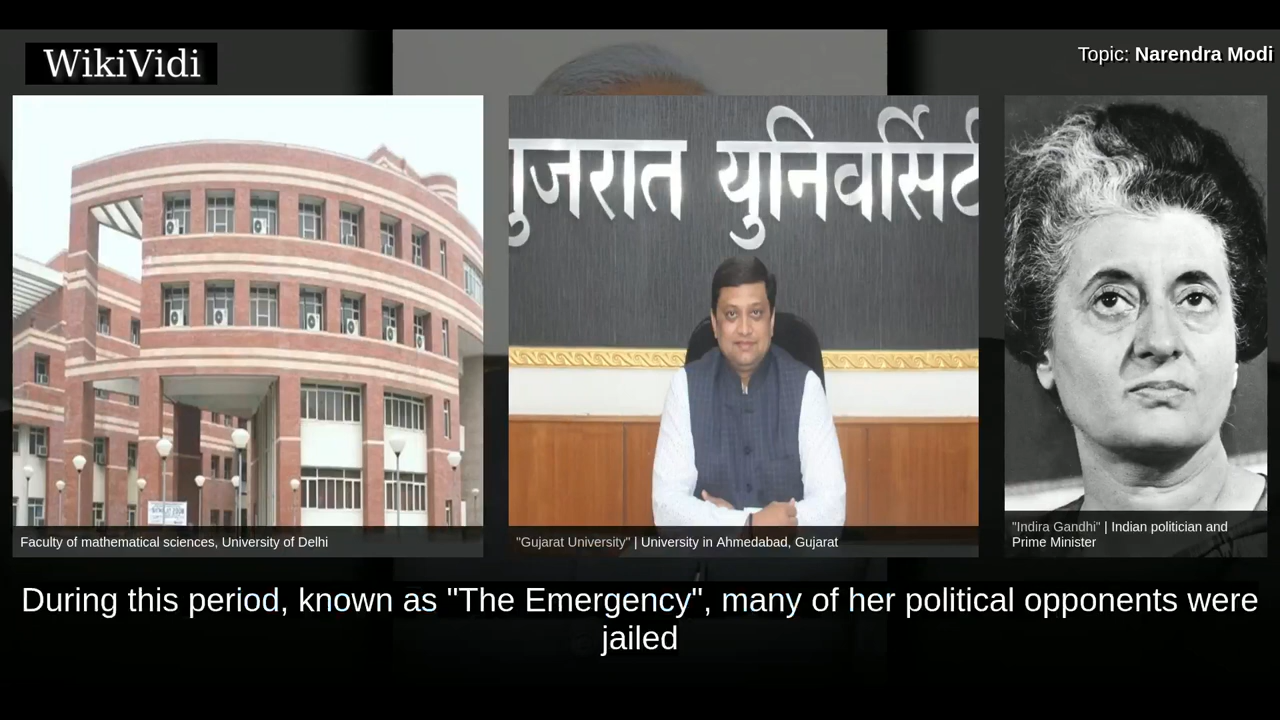 WikiVidi
Topic: Narendra Modi
गुजरात युनिवर्सिटी
Faculty of mathematical sciences, University of Delhi
"Gujarat University" | University in Ahmedabad, Gujarat
"Indira Gandhi" | Indian politician and
Prime Minister
During this period, known as "The Emergency", many of her political opponents were
jailed